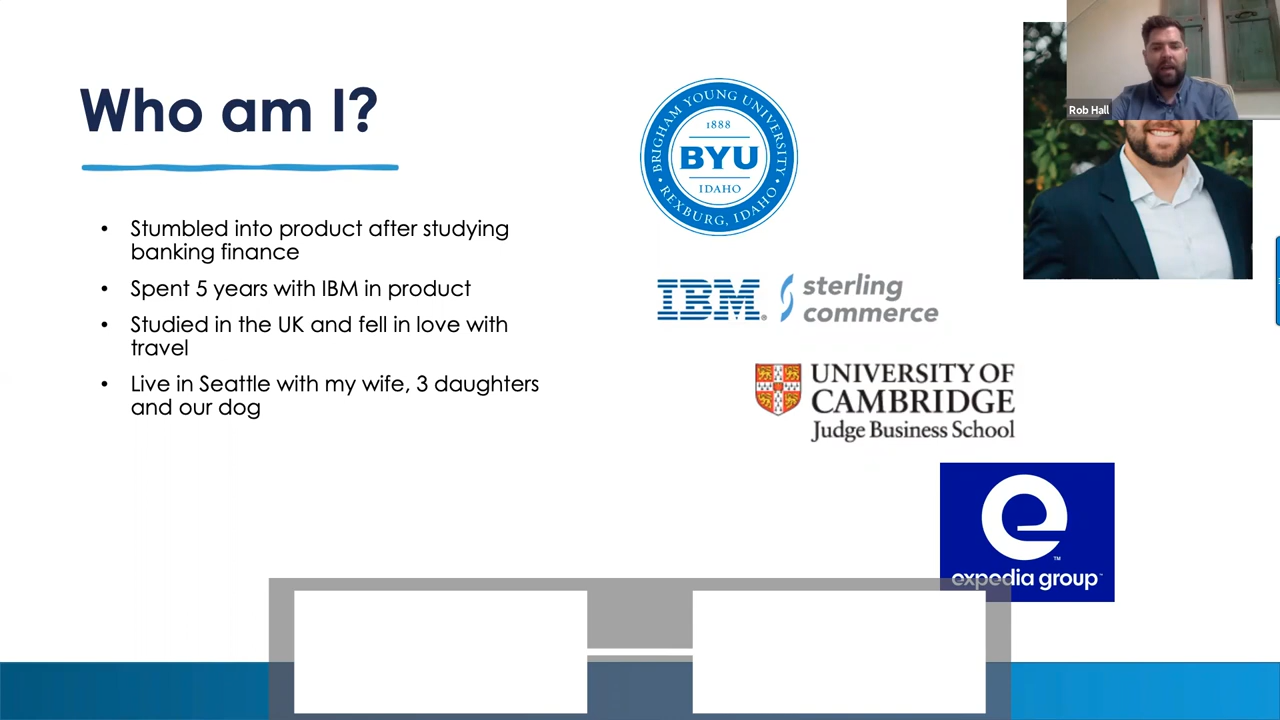 Who am I?
• Stumbled into product after studying
banking finance
• Spent 5 years with IBM in product
• Studied in the UK and fell in love with
travel
• Live in Seattle with my wife, 3 daughters
and our dog
BRIGHAM YOUNG UNIVERSITY
1888
BYU
IDAHO
• REXBURG, IDAHO •
IBM® sterling
commerce
UNIVERSITY OF
CAMBRIDGE
Judge Business School
e™
expedia group™
Rob Hall